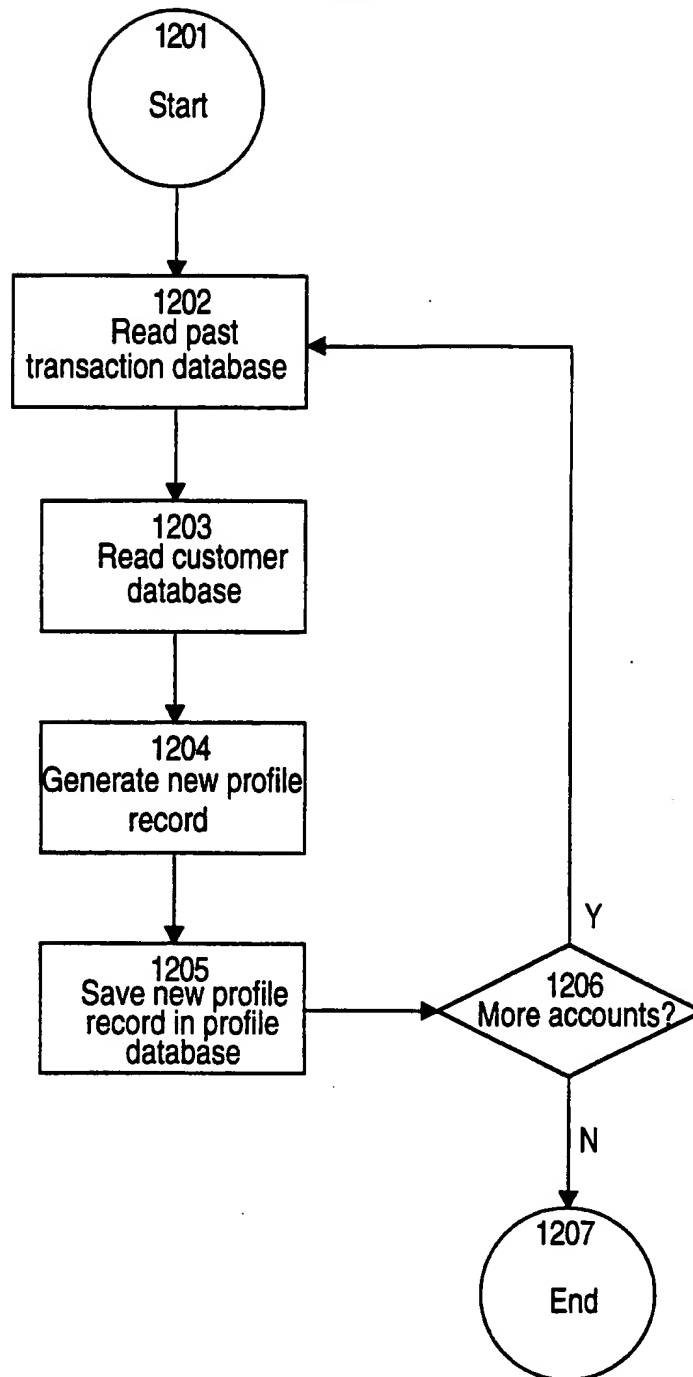 1201
Start
1202
Read past
transaction database
1203
Read customer
database
1204
Generate new profile
record
1205
Save new profile
record in profile
database
Y
1206
More accounts?
N
1207
End